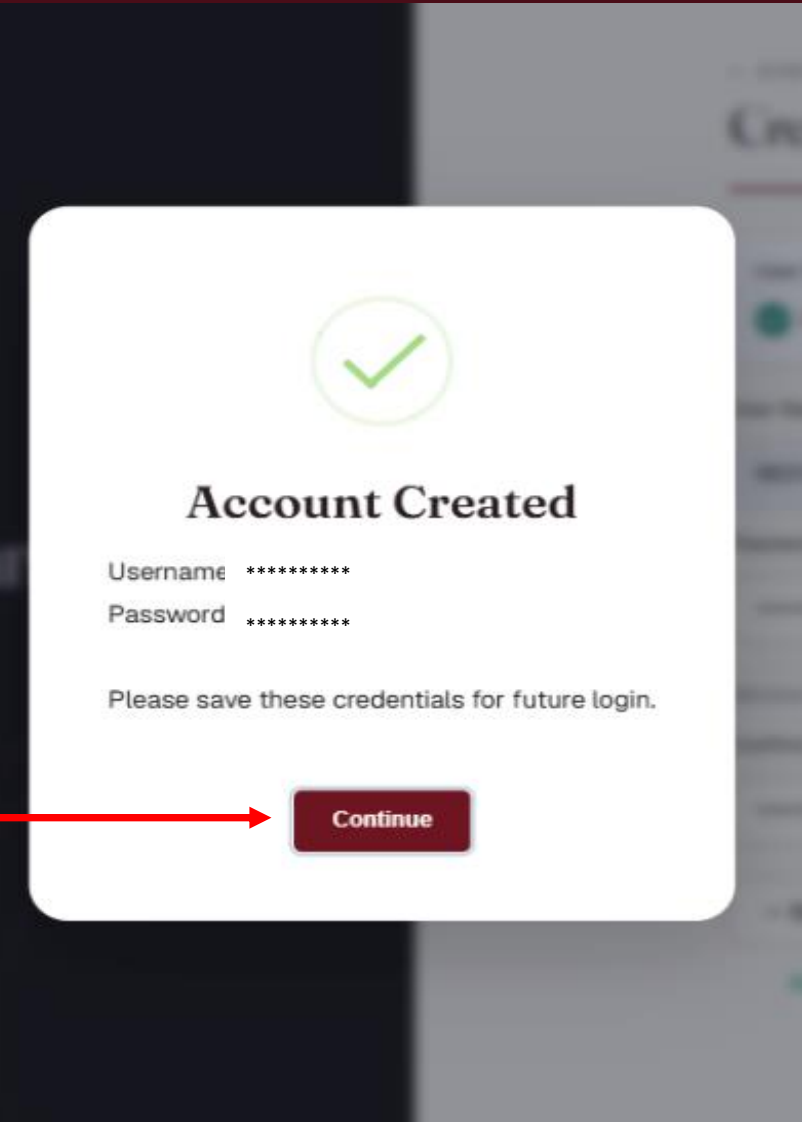 Account Created
Username **********
Password **********
Please save these credentials for future login.
Continue